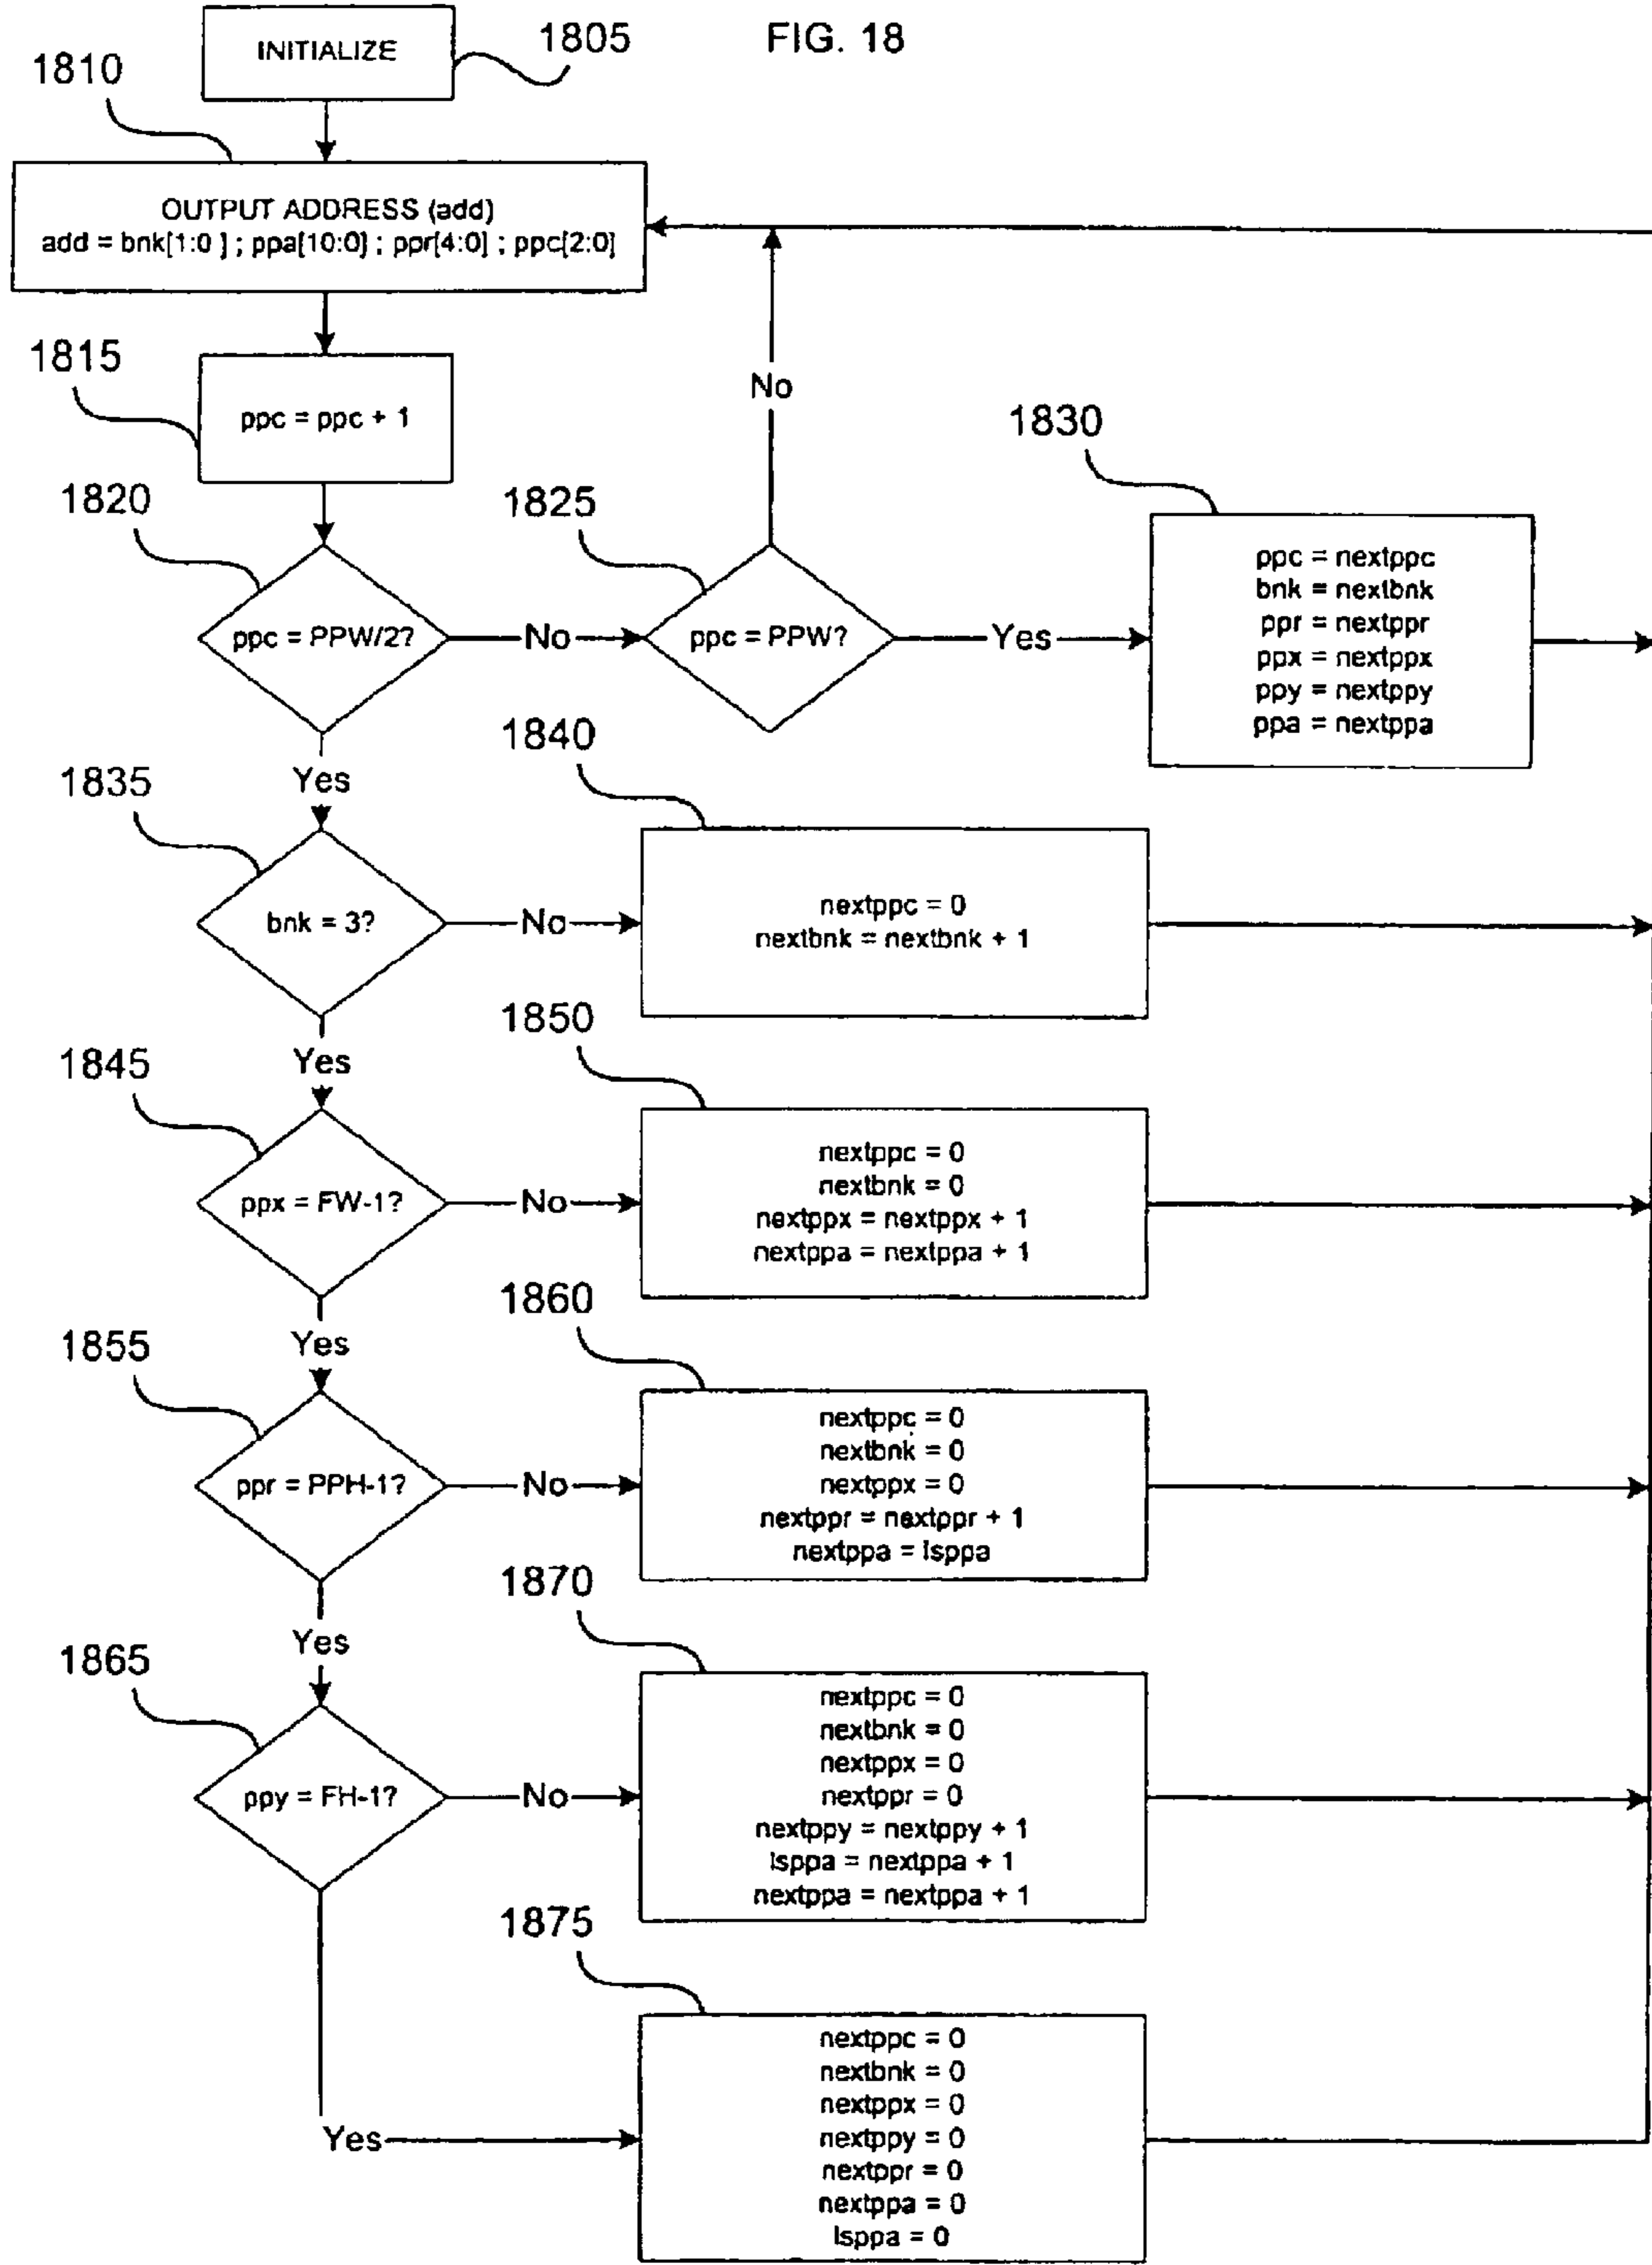 FIG. 18
INITIALIZE
1805
1810
OUTPUT ADDRESS (add)
add = bnk[1:0 ] ; ppa[10:0] ; ppr[4:0] ; ppc[2:0]
1815
ppc = ppc + 1
1820
ppc = PPW/2?
No
1825
ppc = PPW?
No
Yes
1830
ppc = nextppc
bnk = nextbnk
ppr = nextppr
ppx = nextppx
ppy = nextppy
ppa = nextppa
Yes
1835
bnk = 3?
No
1840
nextppc = 0
nextbnk = nextbnk + 1
Yes
1845
ppx = FW-1?
No
1850
nextppc = 0
nextbnk = 0
nextppx = nextppx + 1
nextppa = nextppa + 1
Yes
1855
ppr = PPH-1?
No
1860
nextppc = 0
nextbnk = 0
nextppx = 0
nextppr = nextppr + 1
nextppa = lsppa
Yes
1865
ppy = FH-1?
No
1870
nextppc = 0
nextbnk = 0
nextppx = 0
nextppr = 0
nextppy = nextppy + 1
lsppa = nextppa + 1
nextppa = nextppa + 1
Yes
1875
nextppc = 0
nextbnk = 0
nextppx = 0
nextppy = 0
nextppr = 0
nextppa = 0
lsppa = 0